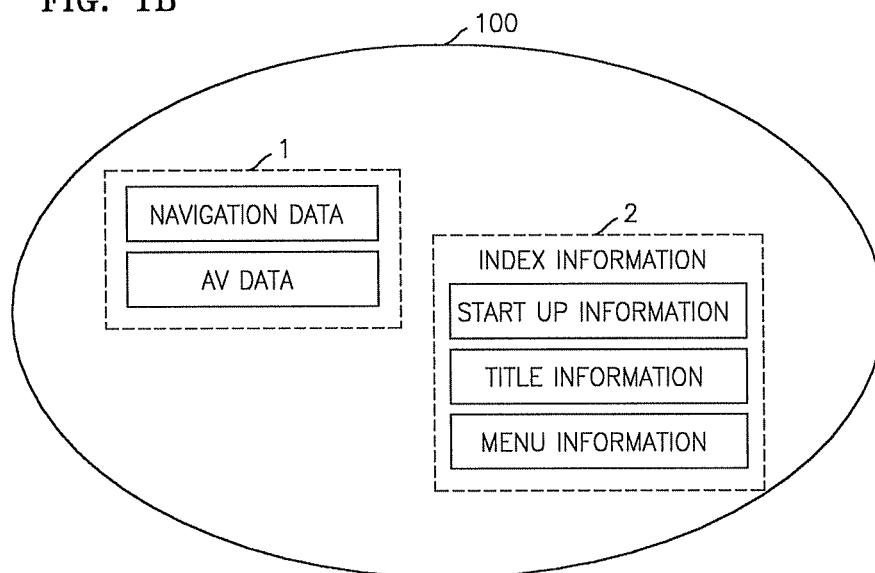 FIG. 1B
100
1
NAVIGATION DATA
AV DATA
2
INDEX INFORMATION
START UP INFORMATION
TITLE INFORMATION
MENU INFORMATION